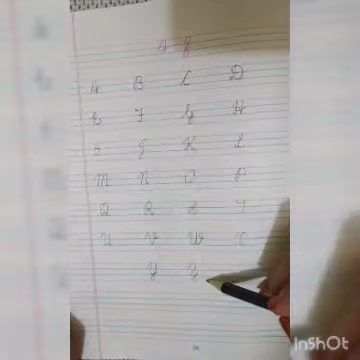 A Z
A B C D
E F G H
I J K L
M N O P
Q R S T
U V W X
Y Z
InShOt